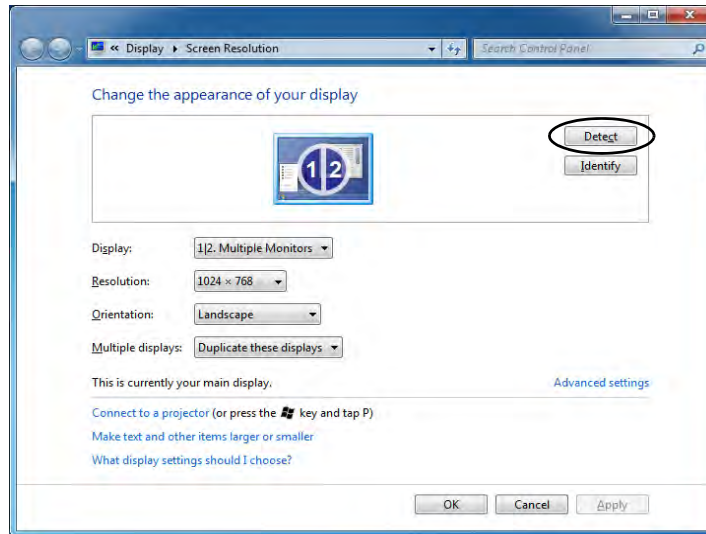 « Display ▸ Screen Resolution
Search Control Panel
Change the appearance of your display
Detect
1|2
Identify
Display: 1|2. Multiple Monitors
Resolution: 1024 × 768
Orientation: Landscape
Multiple displays: Duplicate these displays
This is currently your main display. Advanced settings
Connect to a projector (or press the key and tap P)
Make text and other items larger or smaller
What display settings should I choose?
OK Cancel Apply